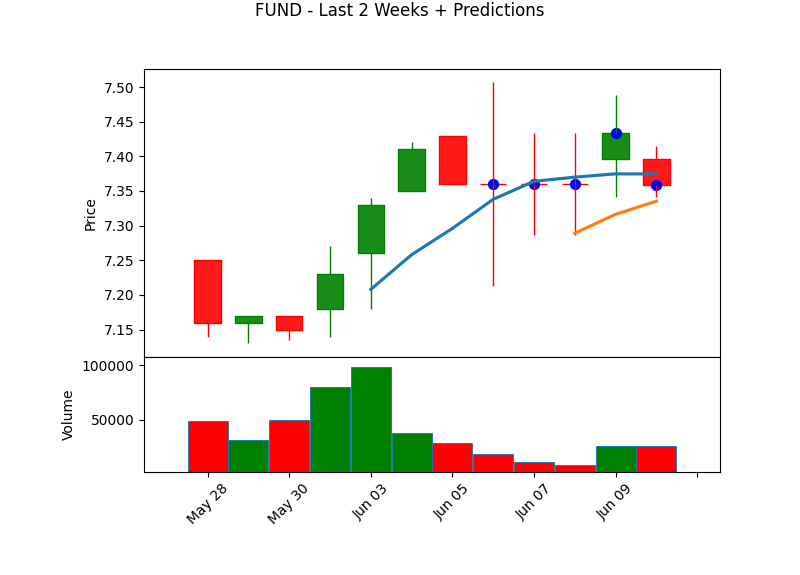 FUND - Last 2 Weeks + Predictions
7.50
7.45
7.40
7.35
7.30
7.25
7.20
7.15
Price
100000
50000
Volume
May 28
May 30
Jun 03
Jun 05
Jun 07
Jun 09